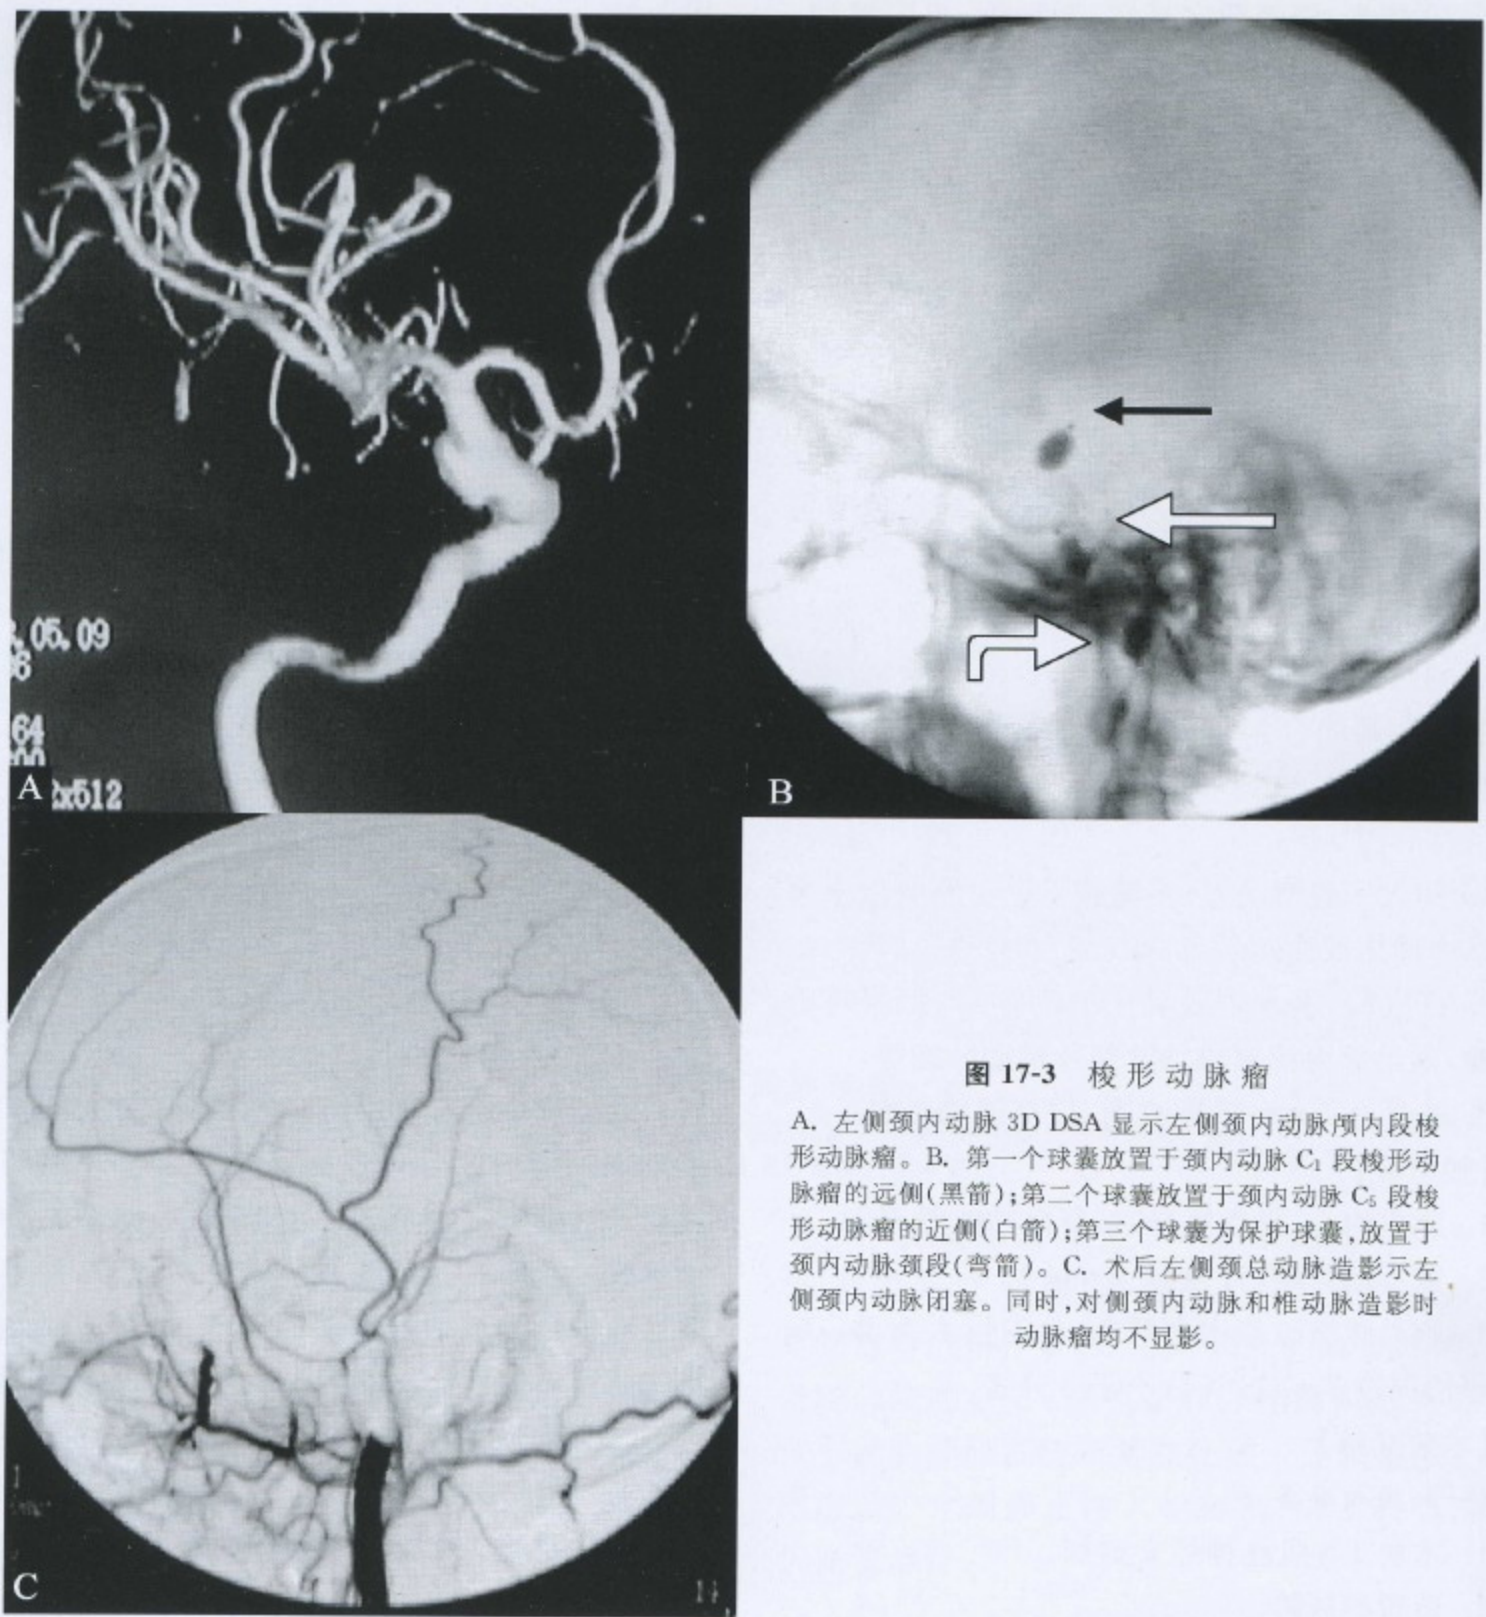 .05.09
64
x512
A
B
C
14
图 17-3 梭形动脉瘤
A. 左侧颈内动脉 3D DSA 显示左侧颈内动脉颅内段梭
形动脉瘤。B. 第一个球囊放置于颈内动脉 C₁ 段梭形动
脉瘤的远侧(黑箭);第二个球囊放置于颈内动脉 C₅ 段梭
形动脉瘤的近侧(白箭);第三个球囊为保护球囊,放置于
颈内动脉颈段(弯箭)。C. 术后左侧颈总动脉造影示左
侧颈内动脉闭塞。同时,对侧颈内动脉和椎动脉造影时
动脉瘤均不显影。